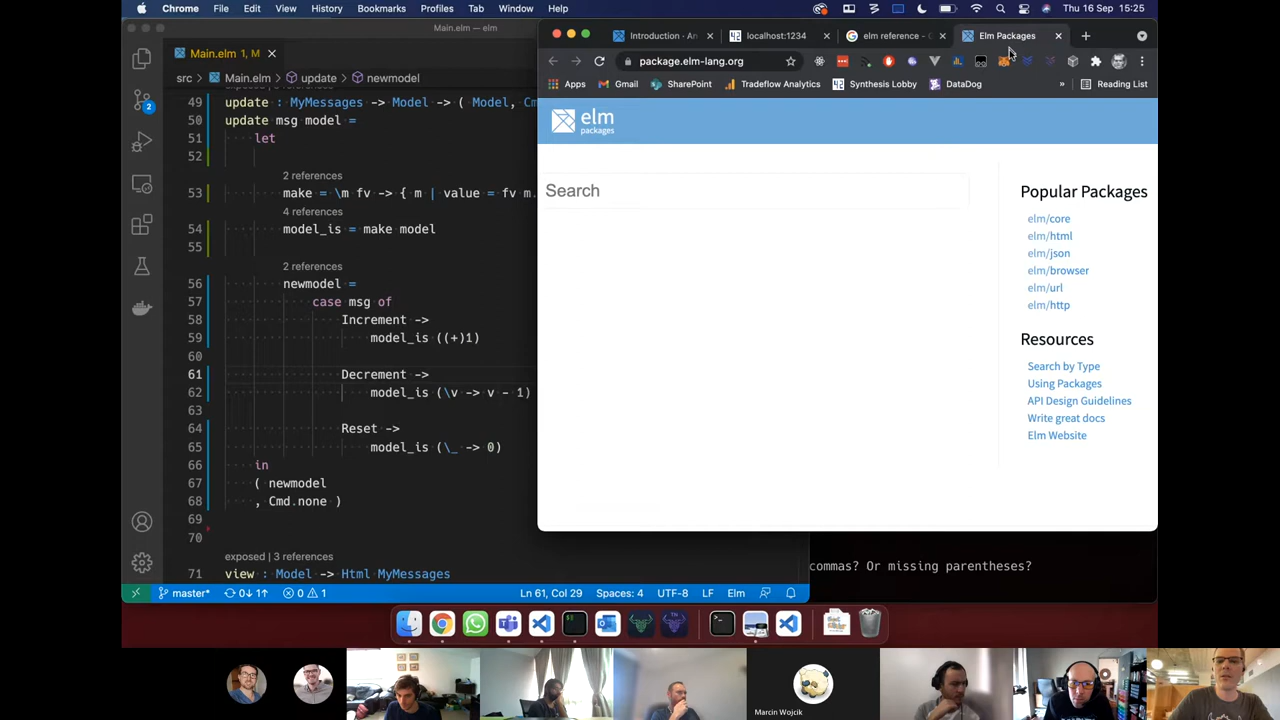 Chrome File Edit View History Bookmarks Profiles Tab Window Help
Thu 16 Sep 15:25
Main.elm — elm
Main.elm 1, M
src > Main.elm > update > newmodel
49 update : MyMessages -> Model -> ( Model, Cm
50 update msg model =
51 let
52
2 references
53 make = \m fv -> { m | value = fv m.
4 references
54 model_is = make model
55
2 references
56 newmodel =
57 case msg of
58 Increment ->
59 model_is ((+)1)
60
61 Decrement ->
62 model_is (\v -> v - 1)
63
64 Reset ->
65 model_is (\_ -> 0)
66 in
67 ( newmodel
68 , Cmd.none )
69
70
exposed | 3 references
71 view : Model -> Html MyMessages
2
master* 0↓ 1↑ 0 1
Ln 61, Col 29 Spaces: 4 UTF-8 LF Elm
Introduction · An
localhost:1234
elm reference -
Elm Packages
package.elm-lang.org
Apps Gmail SharePoint Tradeflow Analytics Synthesis Lobby DataDog » Reading List
elm
packages
Search
Popular Packages
elm/core
elm/html
elm/json
elm/browser
elm/url
elm/http
Resources
Search by Type
Using Packages
API Design Guidelines
Write great docs
Elm Website
commas? Or missing parentheses?
Marcin Wojcik